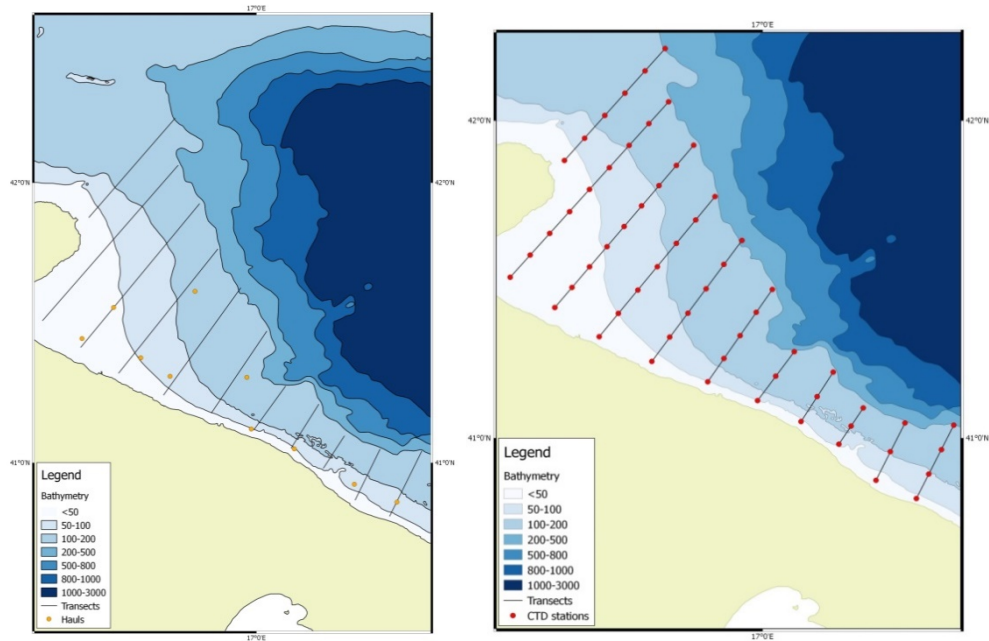 17°0'E
42°0'N
42°0'N
41°0'N
41°0'N
Legend
Bathymetry
<50
50-100
100-200
200-500
500-800
800-1000
1000-3000
Transects
Hauls
17°0'E
17°0'E
42°0'N
42°0'N
41°0'N
41°0'N
Legend
Bathymetry
<50
50-100
100-200
200-500
500-800
800-1000
1000-3000
Transects
CTD stations
17°0'E